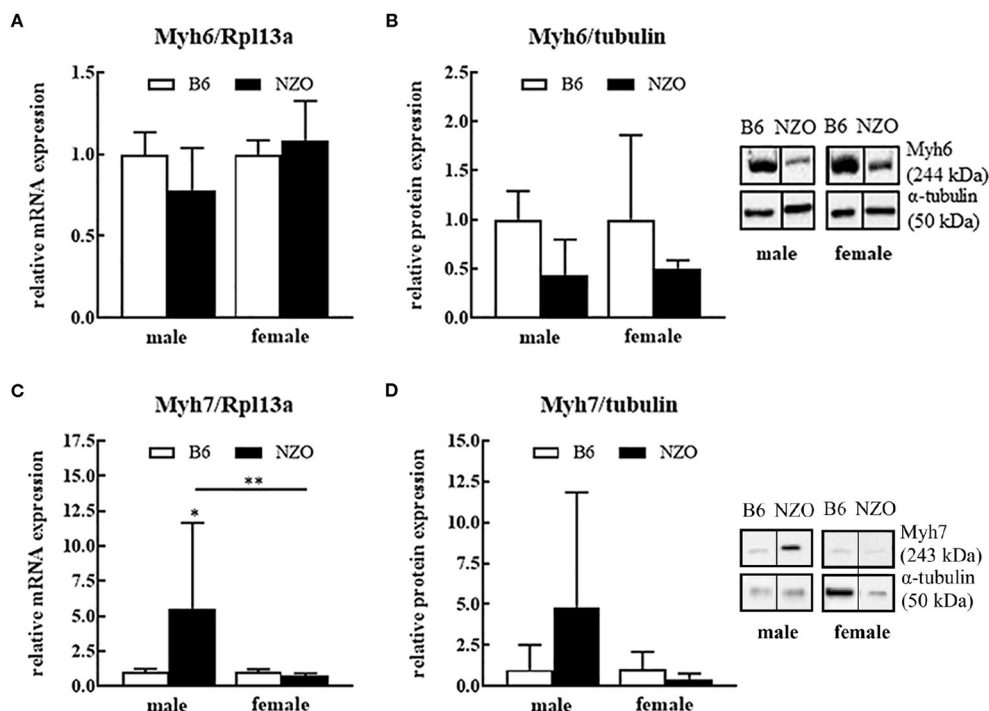 A
Myh6/Rpl13a
relative mRNA expression
1.5
1.0
0.5
0.0
B6 NZO
male female
B
Myh6/tubulin
relative protein expression
2.5
2.0
1.5
1.0
0.5
0.0
B6 NZO
male female
B6 NZO B6 NZO
Myh6
(244 kDa)
α-tubulin
(50 kDa)
male female
C
Myh7/Rpl13a
relative mRNA expression
17.5
15.0
12.5
10.0
7.5
5.0
2.5
0.0
B6 NZO
**
*
male female
D
Myh7/tubulin
relative protein expression
15.0
12.5
10.0
7.5
5.0
2.5
0.0
B6 NZO
male female
B6 NZO B6 NZO
Myh7
(243 kDa)
α-tubulin
(50 kDa)
male female